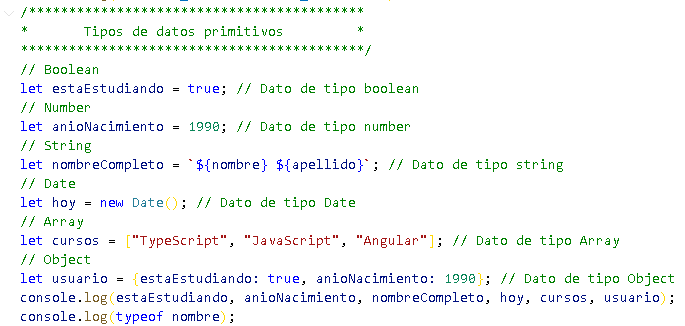 /********************************************
*       Tipos de datos primitivos          *
*********************************************/
// Boolean
let estaEstudiando = true; // Dato de tipo boolean
// Number
let anioNacimiento = 1990; // Dato de tipo number
// String
let nombreCompleto = `${nombre} ${apellido}`; // Dato de tipo string
// Date
let hoy = new Date(); // Dato de tipo Date
// Array
let cursos = ["TypeScript", "JavaScript", "Angular"]; // Dato de tipo Array
// Object
let usuario = {estaEstudiando: true, anioNacimiento: 1990}; // Dato de tipo Object
console.log(estaEstudiando, anioNacimiento, nombreCompleto, hoy, cursos, usuario);
console.log(typeof nombre);